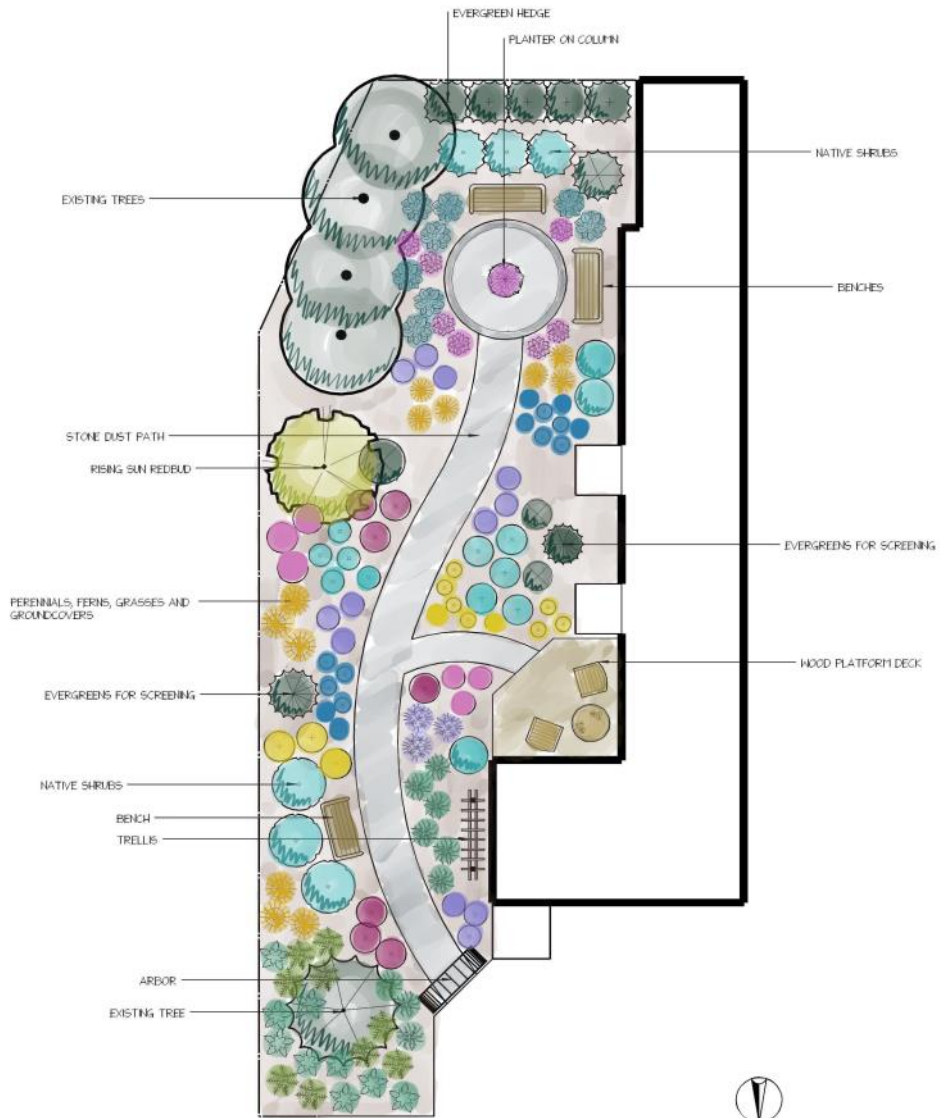 EVERGREEN HEDGE
PLANTER ON COLUMN
NATIVE SHRUBS
EXISTING TREES
BENCHES
STONE DUST PATH
RISING SUN REDBUD
EVERGREENS FOR SCREENING
PERENNIALS, FERNS, GRASSES AND
GROUNDCOVERS
WOOD PLATFORM DECK
EVERGREENS FOR SCREENING
NATIVE SHRUBS
BENCH
TRELLIS
ARBOR
EXISTING TREE